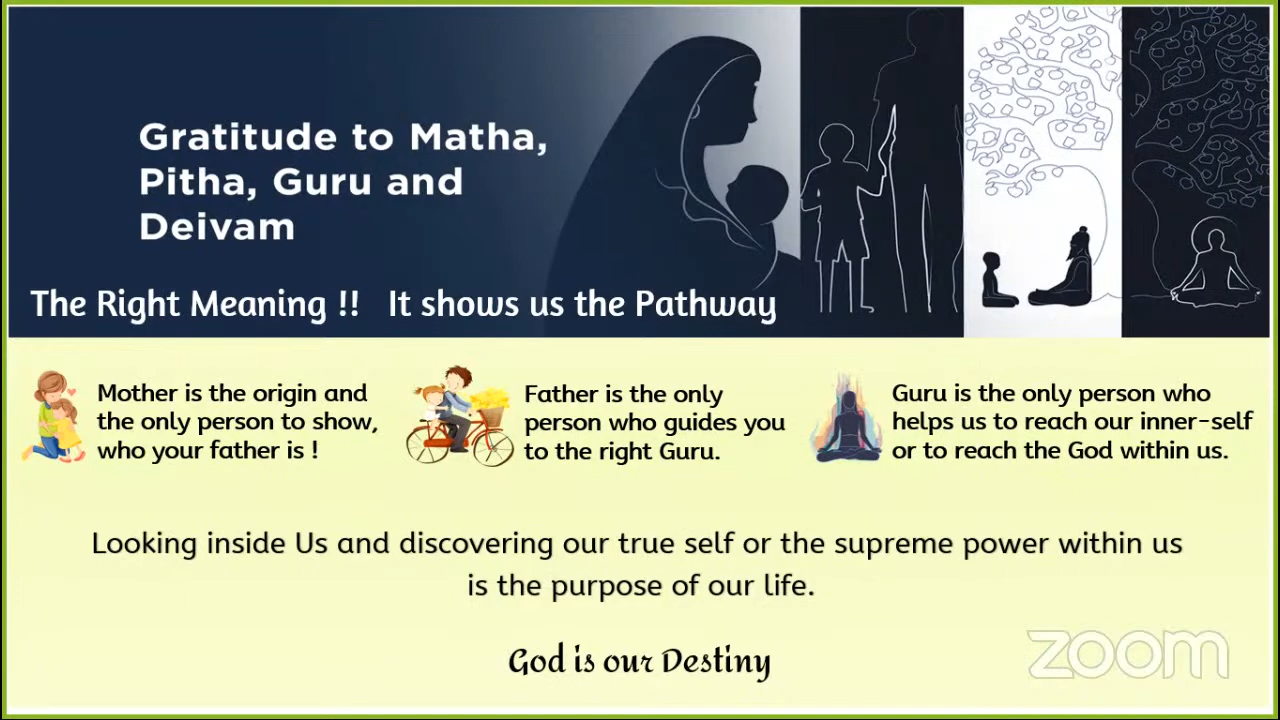 Gratitude to Matha,
Pitha, Guru and
Deivam
The Right Meaning !! It shows us the Pathway
Mother is the origin and
the only person to show,
who your father is !
Father is the only
person who guides you
to the right Guru.
Guru is the only person who
helps us to reach our inner-self
or to reach the God within us.
Looking inside Us and discovering our true self or the supreme power within us
is the purpose of our life.
God is our Destiny
zoom